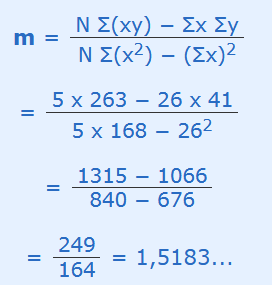 m = N Σ(xy) − Σx Σy / N Σ(x²) − (Σx)²
= 5 x 263 − 26 x 41 / 5 x 168 − 26²
= 1315 − 1066 / 840 − 676
= 249 / 164 = 1,5183...